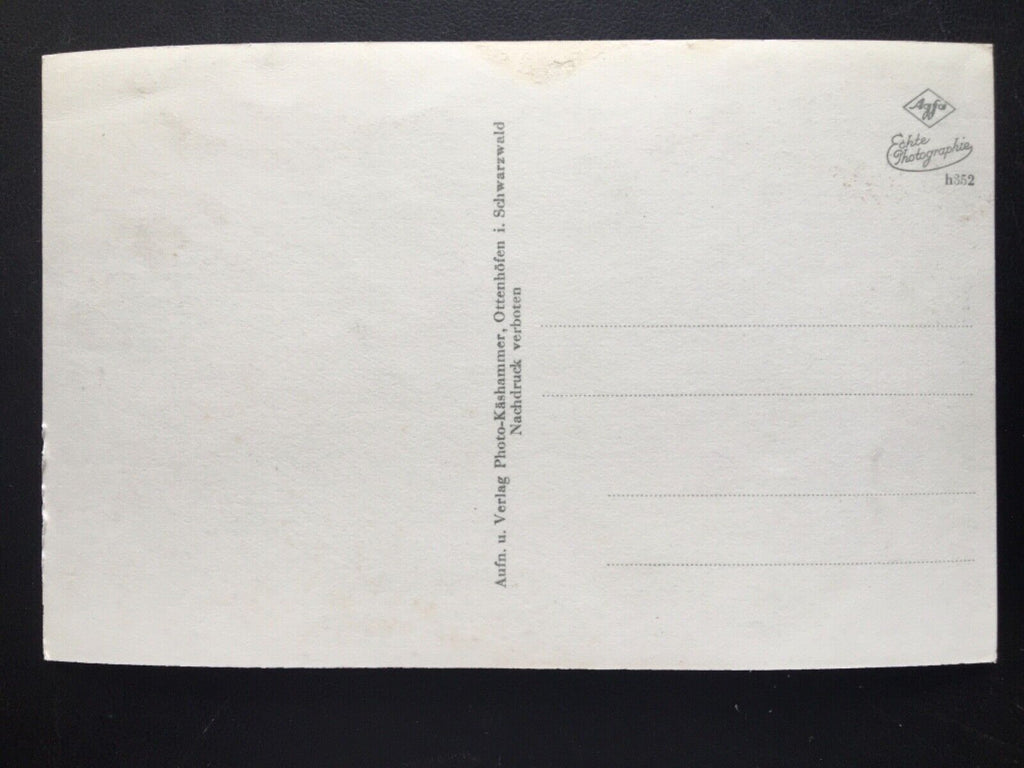 Aufn. u. Verlag Photo-Käshammer, Ottenhöfen i. Schwarzwald
Nachdruck verboten
Agfa
Echte
Photographie
h352